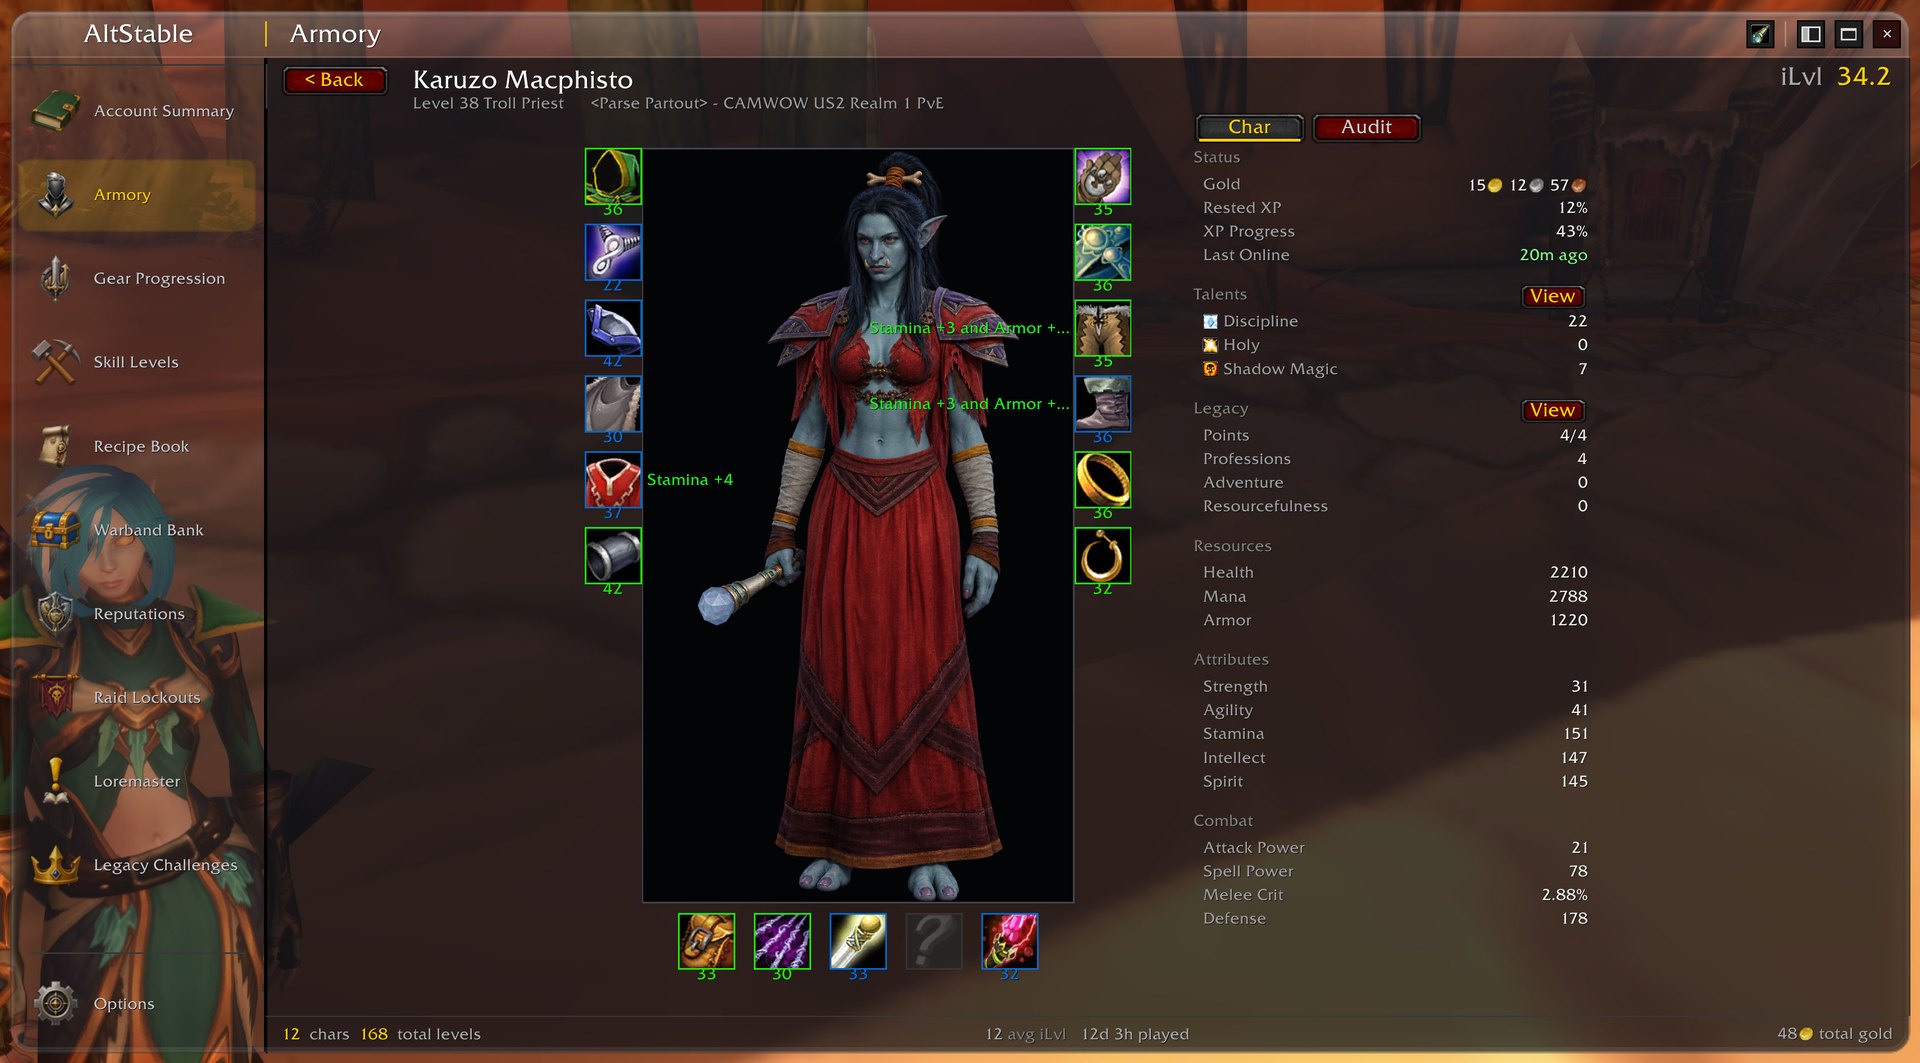 AltStable
Armory
< Back
Karuzo Macphisto
Level 38 Troll Priest <Parse Partout> - CAMWOW US2 Realm 1 PvE
iLvl 34.2
Account Summary
Armory
Gear Progression
Skill Levels
Recipe Book
Warband Bank
Reputations
Raid Lockouts
Loremaster
Legacy Challenges
Options
36
22
42
30
Stamina +4
37
42
35
36
Stamina +3 and Armor +...
35
Stamina +3 and Armor +...
36
36
32
33
30
33
?
32
Char
Audit
Status
Gold 15 12 57
Rested XP 12%
XP Progress 43%
Last Online 20m ago
Talents View
Discipline 22
Holy 0
Shadow Magic 7
Legacy View
Points 4/4
Professions 4
Adventure 0
Resourcefulness 0
Resources
Health 2210
Mana 2788
Armor 1220
Attributes
Strength 31
Agility 41
Stamina 151
Intellect 147
Spirit 145
Combat
Attack Power 21
Spell Power 78
Melee Crit 2.88%
Defense 178
12 chars 168 total levels
12 avg iLvl 12d 3h played
48 total gold